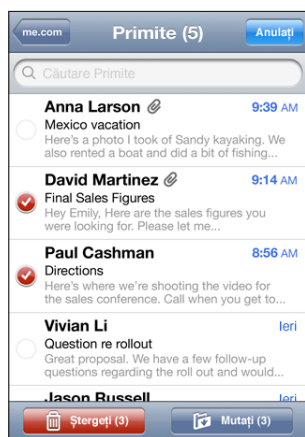 me.com Primite (5) Anulați
Căutare Primite
Anna Larson 9:39 AM
Mexico vacation
Here's a photo I took of Sandy kayaking. We
also rented a boat and did a bit of fishing...
David Martinez 9:14 AM
Final Sales Figures
Hey Emily, Here are the sales figures you
were looking for. Please let me...
Paul Cashman 8:56 AM
Directions
Here's where we're shooting the video for
the sales conference. Call when you get to...
Vivian Li Ieri
Question re rollout
Great proposal. We have a few follow-up
questions regarding the roll out and would...
Jason Russell Ieri
Ștergeți (3) Mutați (3)